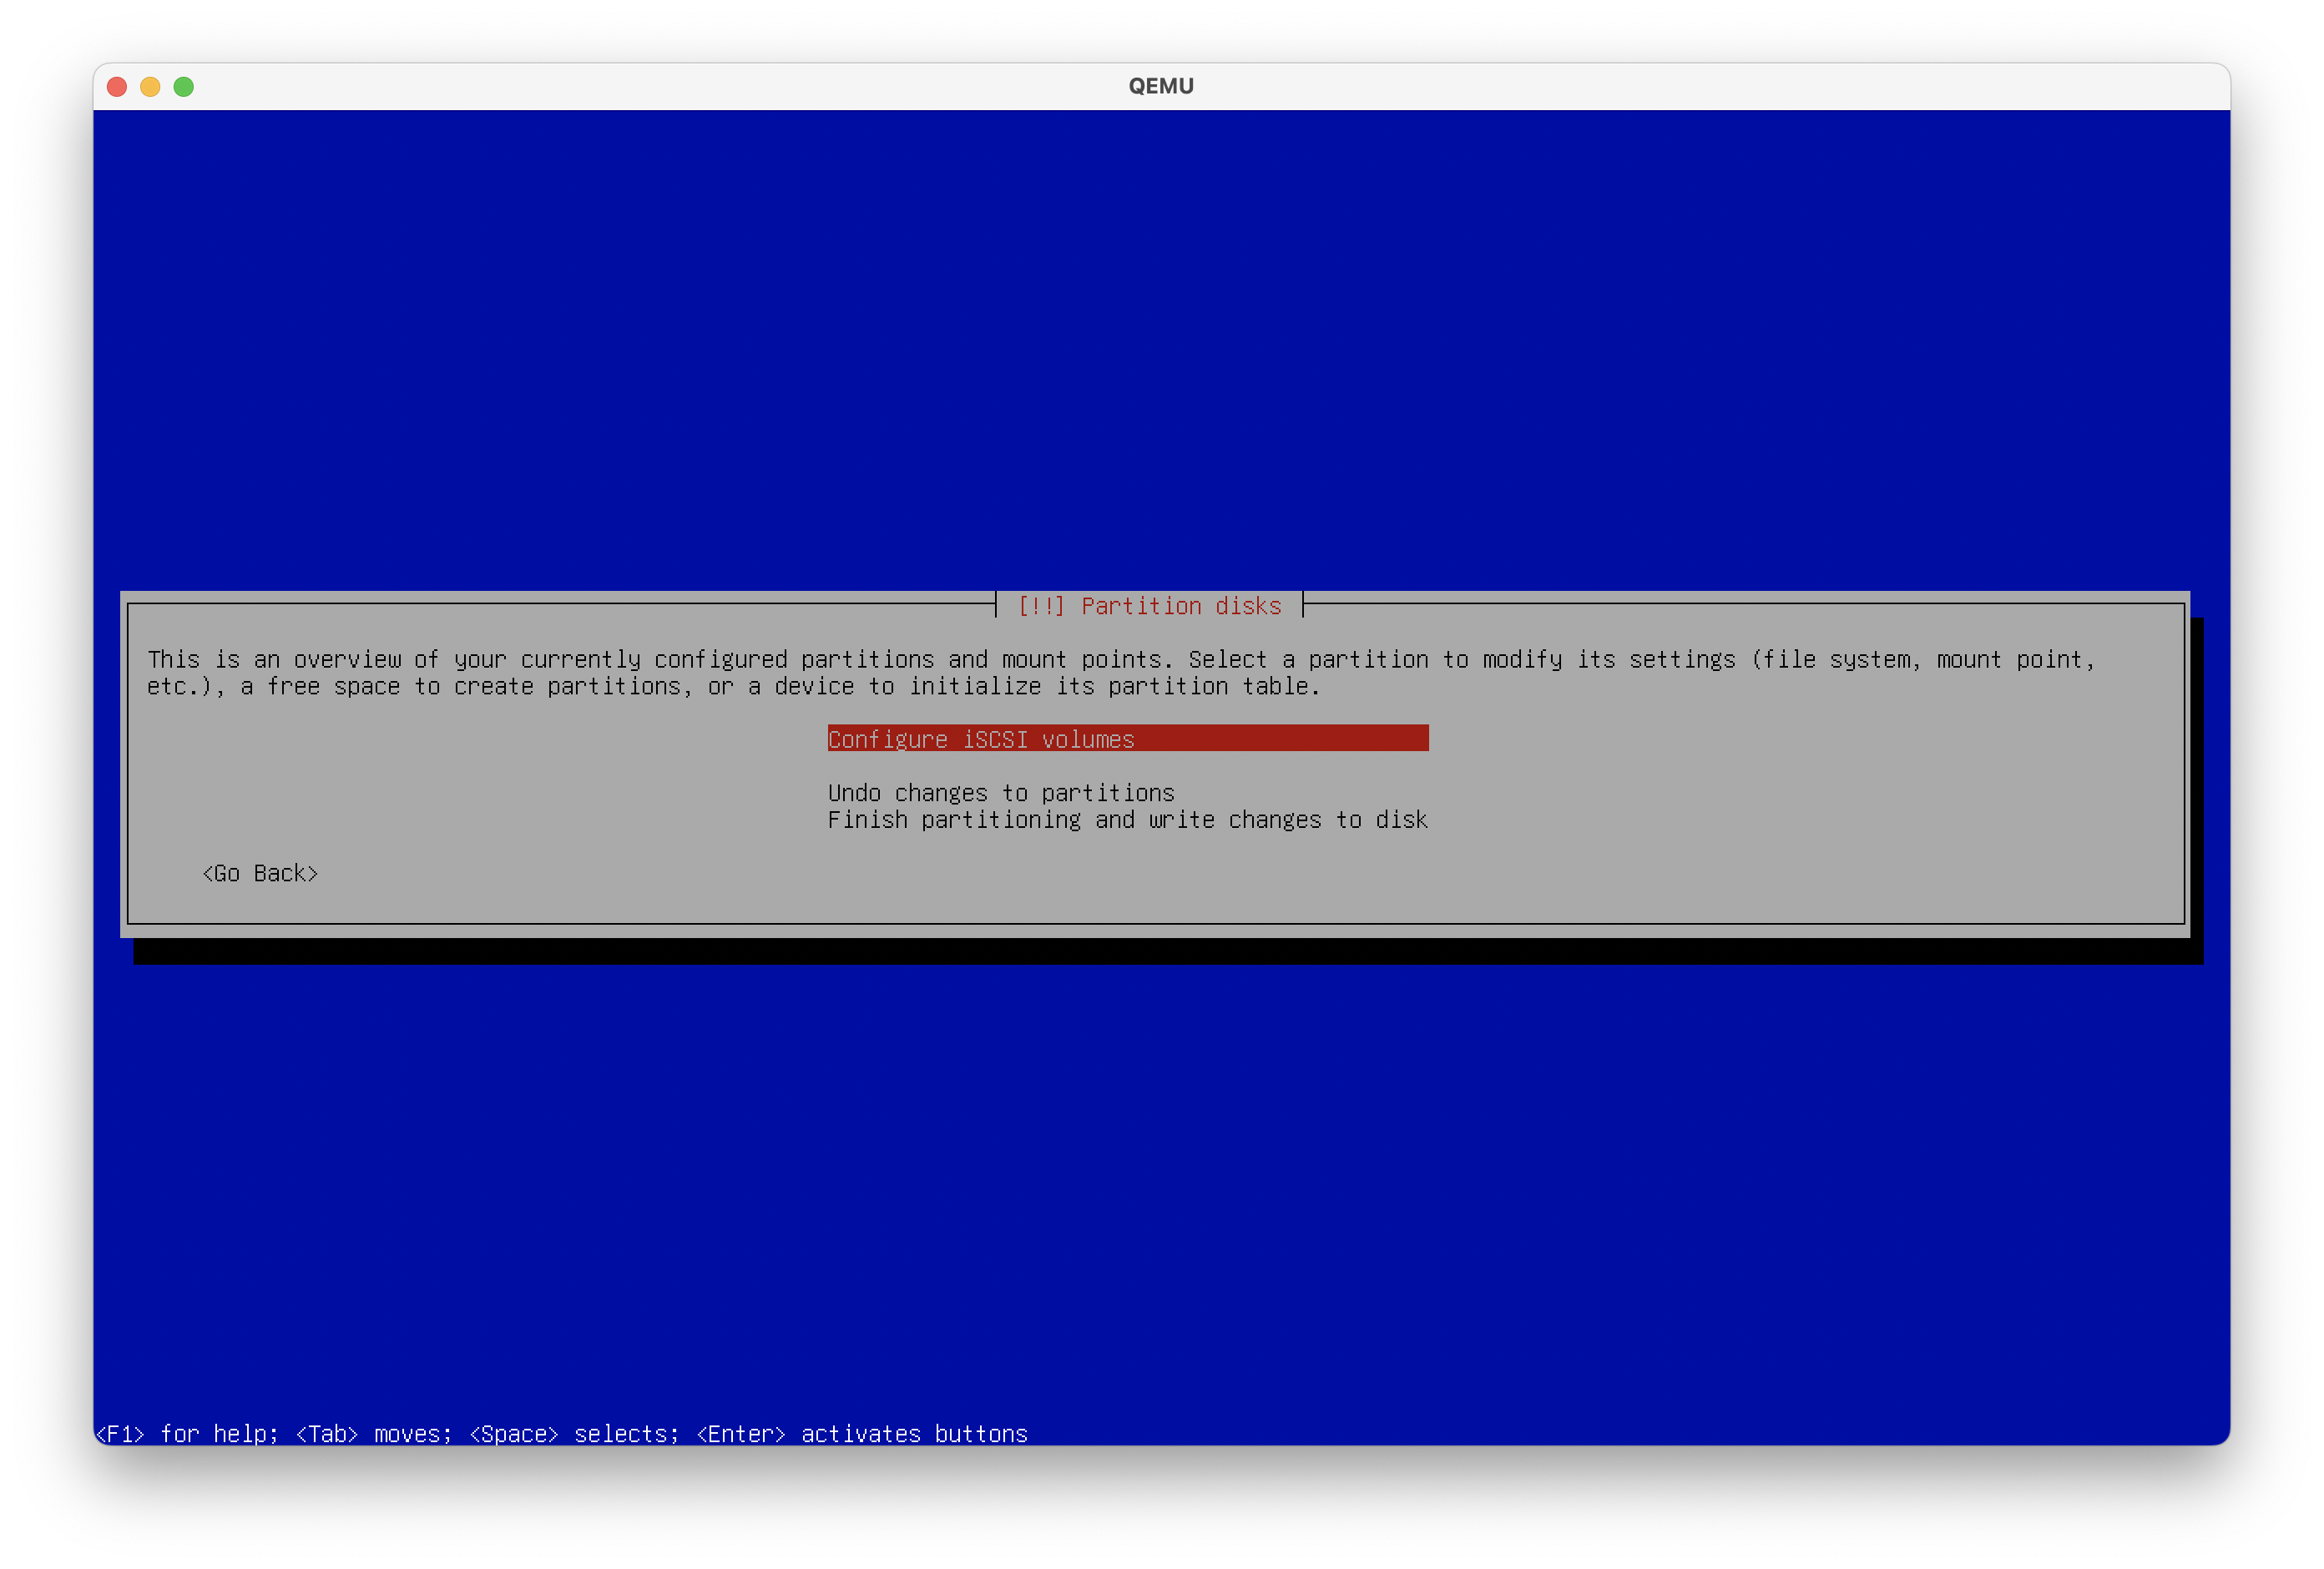 QEMU
[!!] Partition disks
This is an overview of your currently configured partitions and mount points. Select a partition to modify its settings (file system, mount point,
etc.), a free space to create partitions, or a device to initialize its partition table.
Configure iSCSI volumes
Undo changes to partitions
Finish partitioning and write changes to disk
<Go Back>
<F1> for help; <Tab> moves; <Space> selects; <Enter> activates buttons